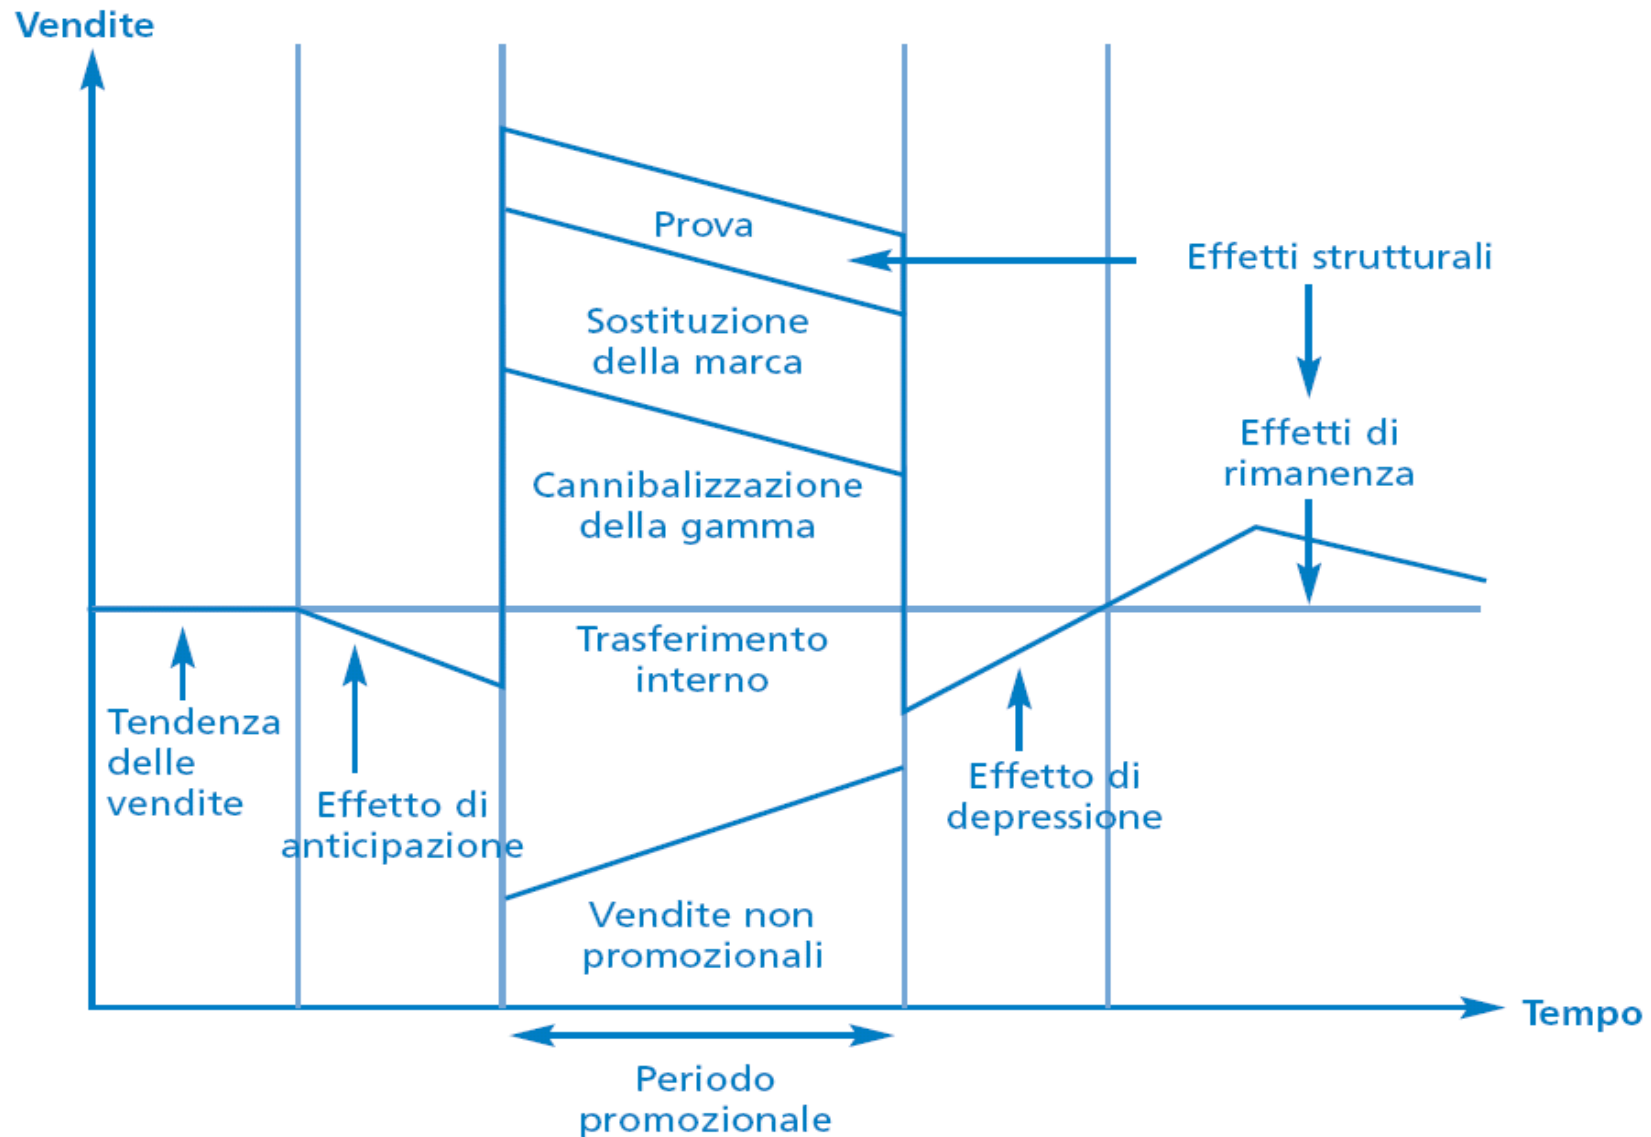 Vendite
Prova
Effetti strutturali
Sostituzione
della marca
Effetti di
rimanenza
Cannibalizzazione
della gamma
Trasferimento
interno
Tendenza
delle
vendite
Effetto di
anticipazione
Effetto di
depressione
Vendite non
promozionali
Tempo
Periodo
promozionale